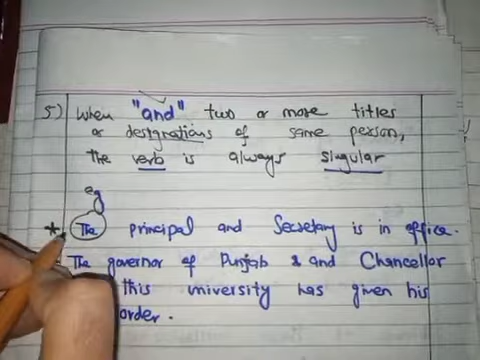 5) When "and" two or more titles
or designations of same person,
the verb is always singular
eg
* The principal and Secretary is in office.
The governor of Punjab & and Chancellor
this university has given his
order.